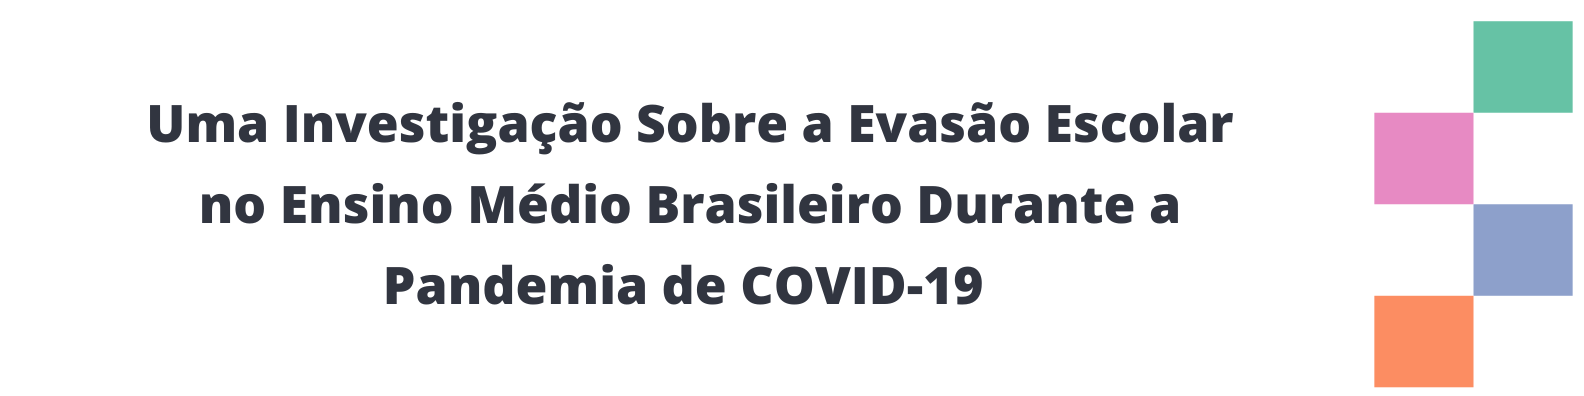 Uma Investigação Sobre a Evasão Escolar
no Ensino Médio Brasileiro Durante a
Pandemia de COVID-19